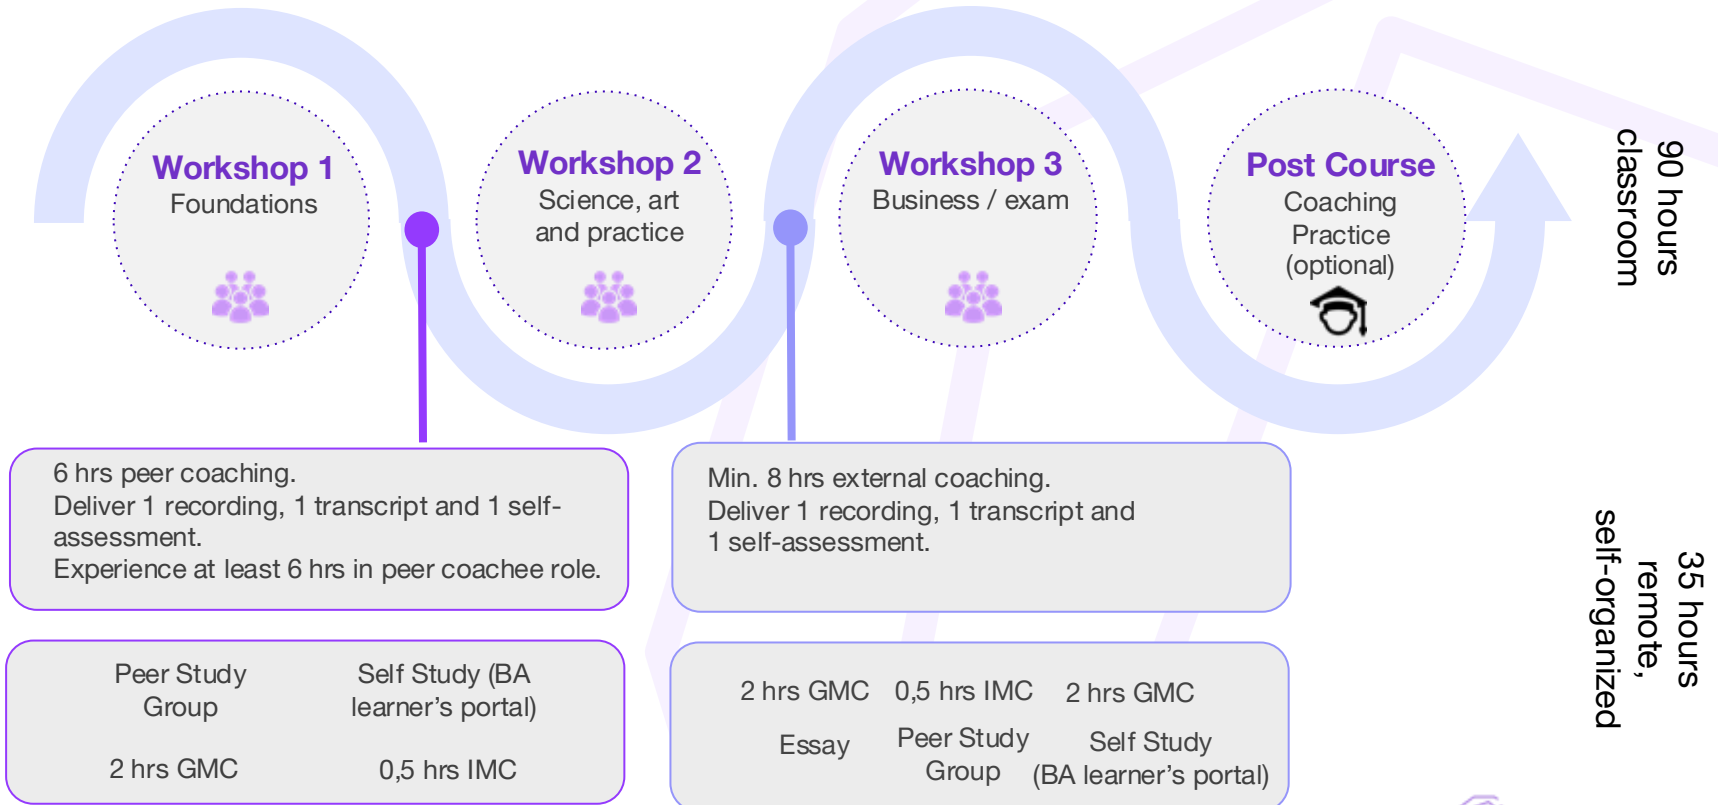 Workshop 1
Foundations
Workshop 2
Science, art
and practice
Workshop 3
Business / exam
Post Course
Coaching
Practice
(optional)
90 hours
classroom
6 hrs peer coaching.
Deliver 1 recording, 1 transcript and 1 self-
assessment.
Experience at least 6 hrs in peer coachee role.
Min. 8 hrs external coaching.
Deliver 1 recording, 1 transcript and
1 self-assessment.
35 hours
remote,
self-organized
Peer Study
Group
Self Study (BA
learner’s portal)
2 hrs GMC
0,5 hrs IMC
2 hrs GMC
0,5 hrs IMC
2 hrs GMC
Essay
Peer Study
Group
Self Study
(BA learner’s portal)